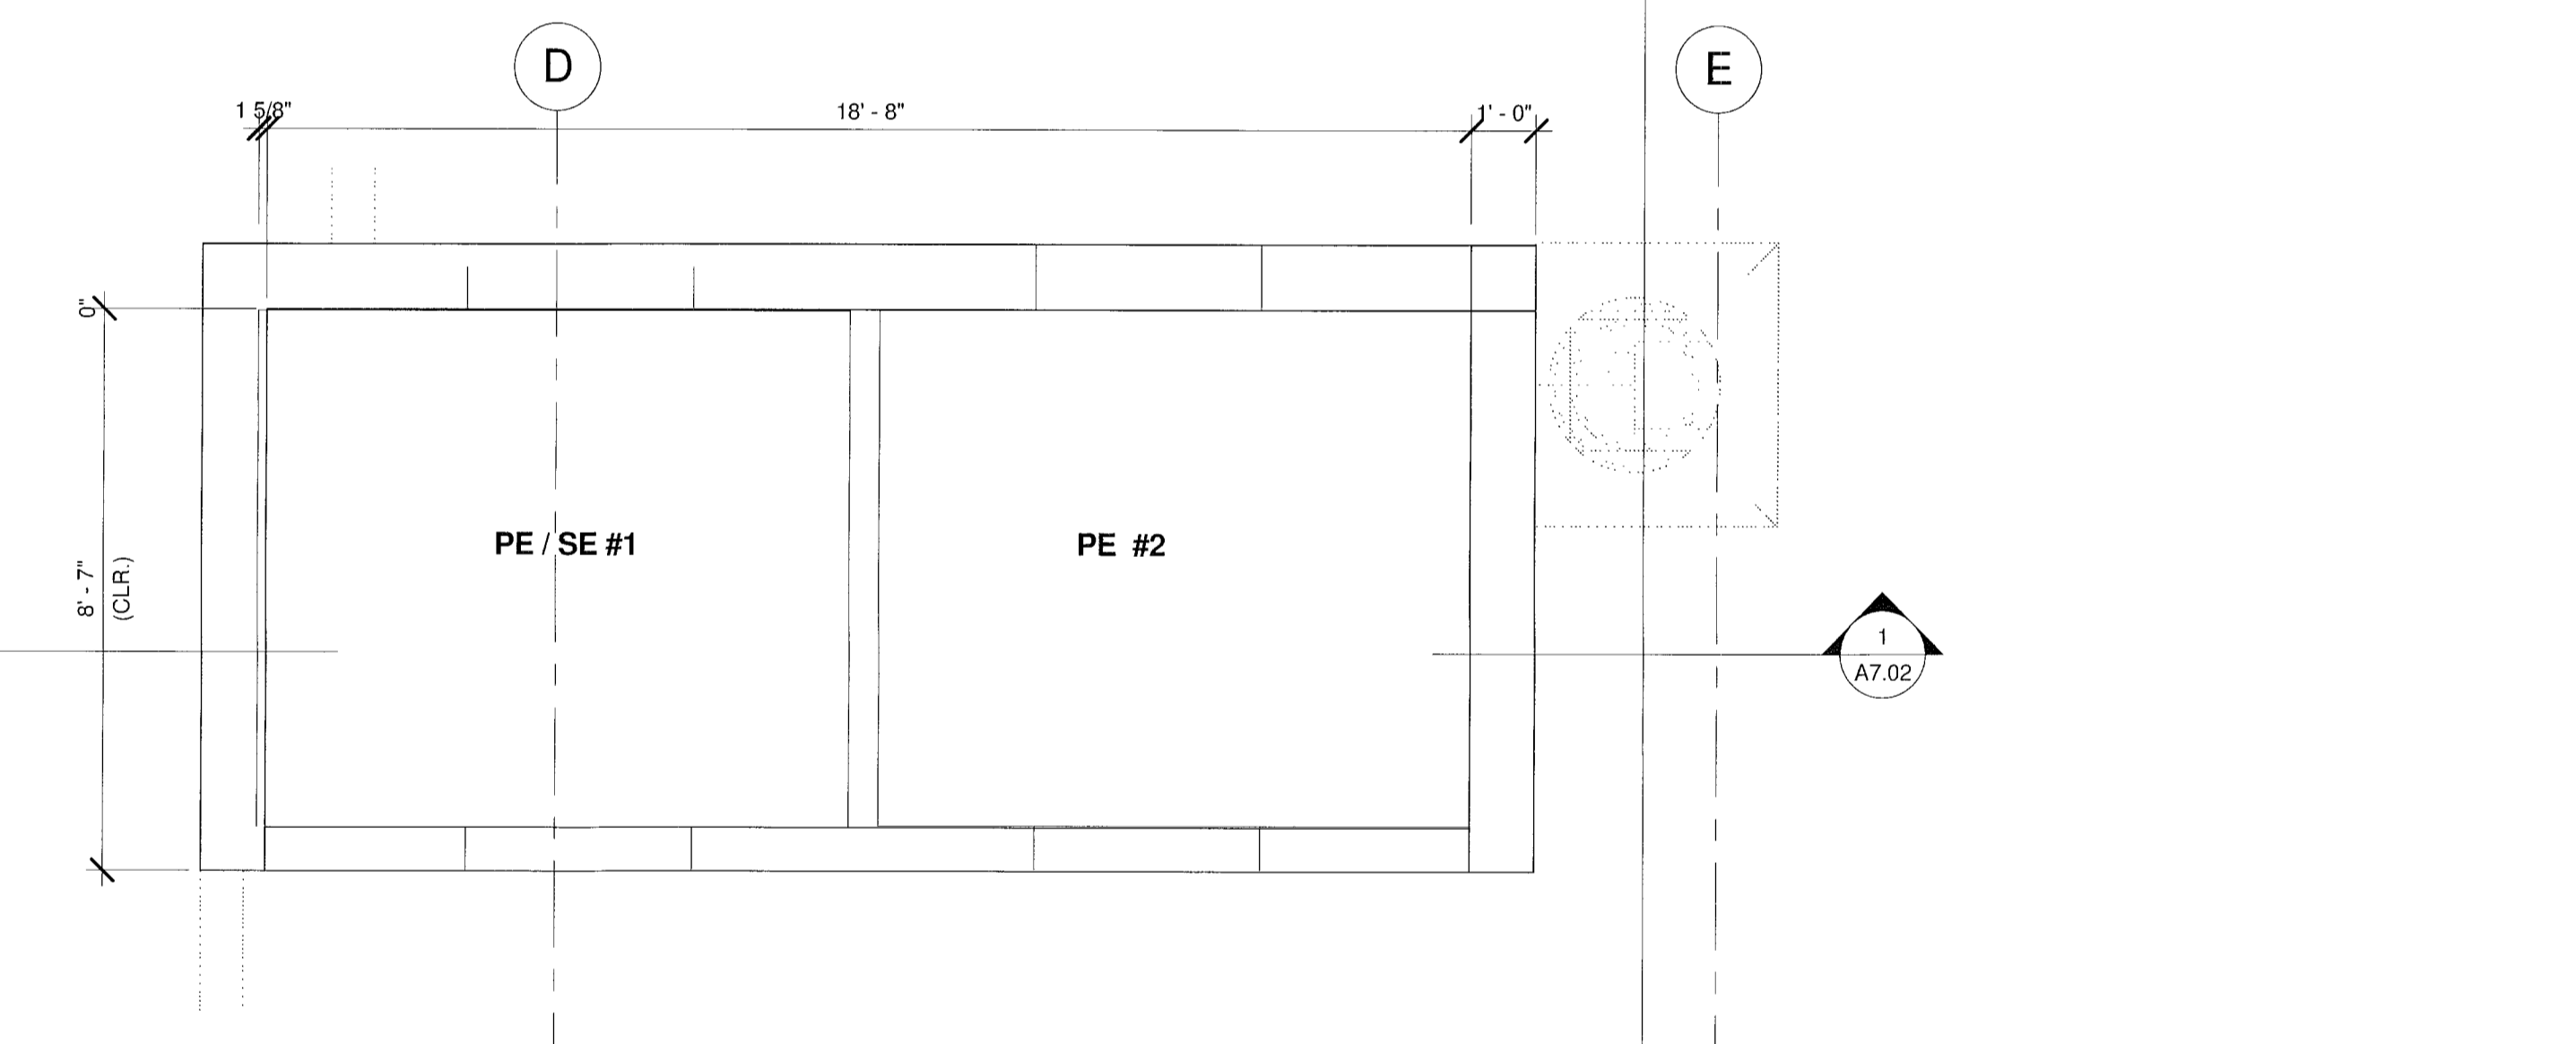 D
E
1 5/8"
18' - 8"
1' - 0"
0"
8' - 7"
(CLR.)
PE / SE #1
PE #2
1
A7.02